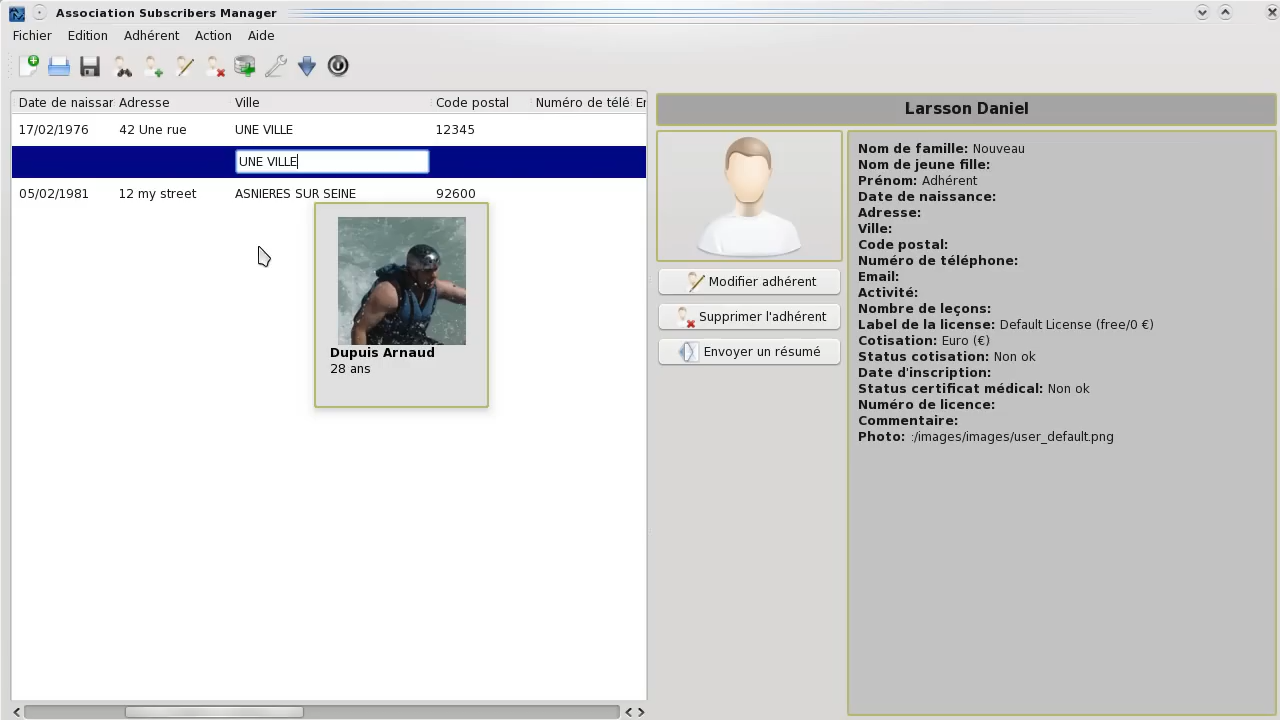 Association Subscribers Manager
Fichier Edition Adhérent Action Aide
Date de naissar Adresse Ville Code postal Numéro de télé Er
17/02/1976 42 Une rue UNE VILLE 12345
UNE VILLE
05/02/1981 12 my street ASNIERES SUR SEINE 92600
Dupuis Arnaud
28 ans
Larsson Daniel
Modifier adhérent
Supprimer l'adhérent
Envoyer un résumé
Nom de famille: Nouveau
Nom de jeune fille:
Prénom: Adhérent
Date de naissance:
Adresse:
Ville:
Code postal:
Numéro de téléphone:
Email:
Activité:
Nombre de leçons:
Label de la license: Default License (free/0 €)
Cotisation: Euro (€)
Status cotisation: Non ok
Date d'inscription:
Status certificat médical: Non ok
Numéro de licence:
Commentaire:
Photo: :/images/images/user_default.png